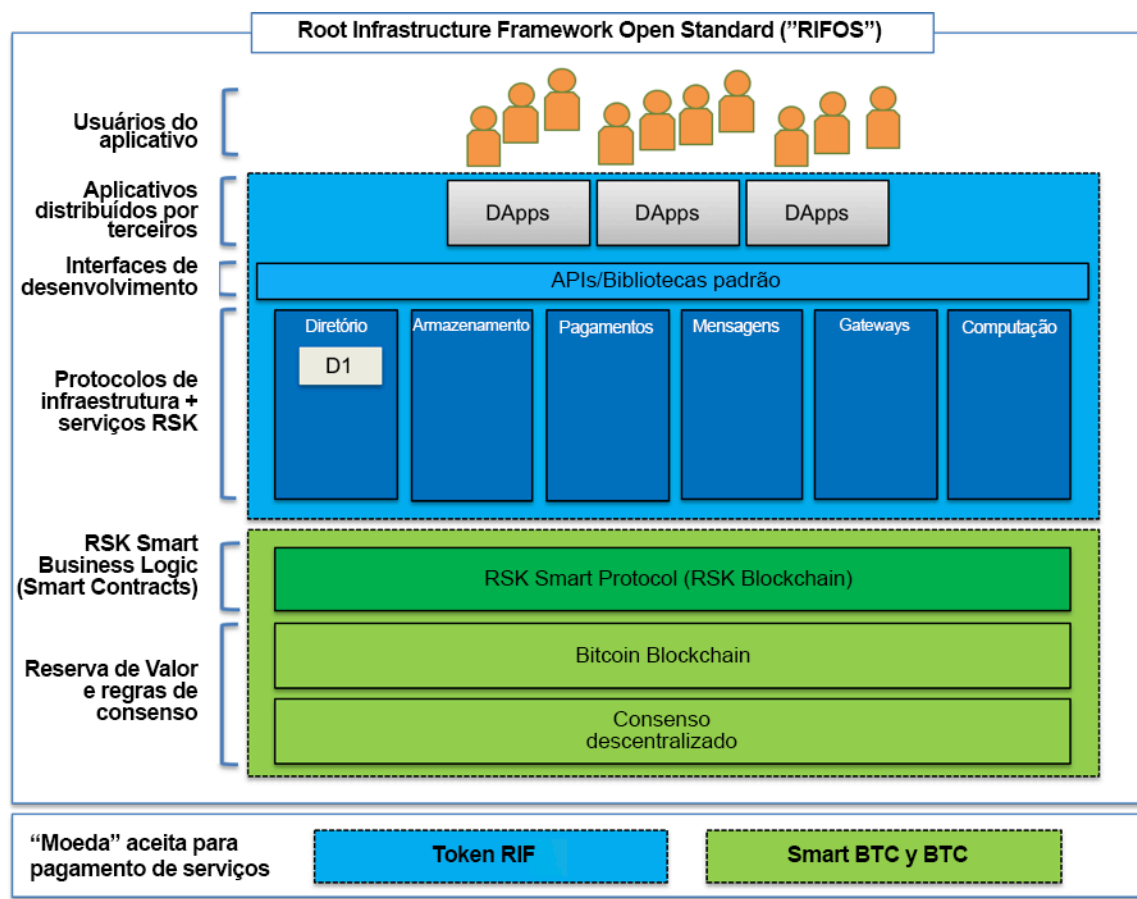 Root Infrastructure Framework Open Standard (”RIFOS”)
Usuários do
aplicativo
Aplicativos
distribuídos por
terceiros
DApps
DApps
DApps
Interfaces de
desenvolvimento
APIs/Bibliotecas padrão
Protocolos de
infraestrutura +
serviços RSK
Diretório
D1
Armazenamento
Pagamentos
Mensagens
Gateways
Computação
RSK Smart
Business Logic
(Smart Contracts)
RSK Smart Protocol (RSK Blockchain)
Reserva de Valor
e regras de
consenso
Bitcoin Blockchain
Consenso
descentralizado
“Moeda” aceita para
pagamento de serviços
Token RIF
Smart BTC y BTC